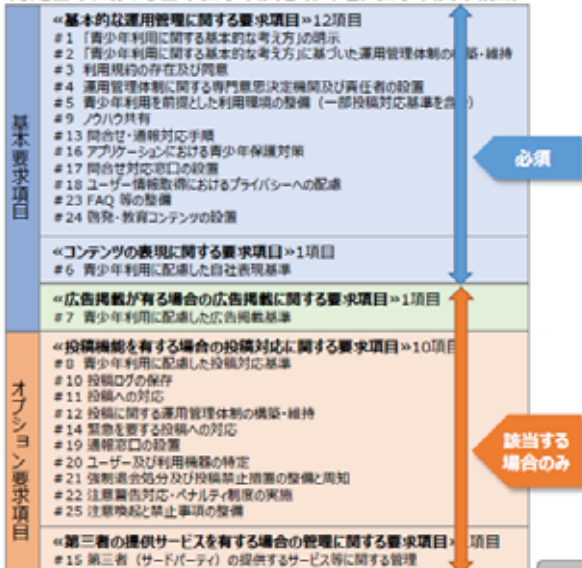 «基本的な運用管理に関する要求項目»12項目
#1 「青少年利用に関する基本的な考え方」の明示
#2 「青少年利用に関する基本的な考え方」に基づいた運用管理体制の構築・維持
#3 利用規約の存在及び同意
#4 運用管理体制に関する専門意思決定機関及び責任者の設置
#5 青少年利用を前提とした利用環境の整備（一部投稿対応基準を含む）
#9 ノウハウ共有
#13 問合せ・通報対応手順
#16 アプリケーションにおける青少年保護対策
#17 問合せ対応窓口の設置
#18 ユーザー情報取得におけるプライバシーへの配慮
#23 FAQ 等の整備
#24 啓発・教育コンテンツの設置
基本要求項目
必須
«コンテンツの表現に関する要求項目»1項目
#6 青少年利用に配慮した自社表現基準
«広告掲載が有る場合の広告掲載に関する要求項目»1項目
#7 青少年利用に配慮した広告掲載基準
«投稿機能を有する場合の投稿対応に関する要求項目»10項目
#8 青少年利用に配慮した投稿対応基準
#10 投稿ログの保存
#11 投稿への対応
#12 投稿に関する運用管理体制の構築・維持
#14 緊急を要する投稿への対応
#19 通報窓口の設置
#20 ユーザー及び利用機器の特定
#21 強制退会処分及び投稿禁止措置の整備と周知
#22 注意警告対応・ペナルティ制度の実施
#25 注意喚起と禁止事項の整備
オプション要求項目
該当する
場合のみ
«第三者の提供サービスを有する場合の管理に関する要求項目» 項目
#15 第三者（サードパーティ）の提供するサービス等に関する管理